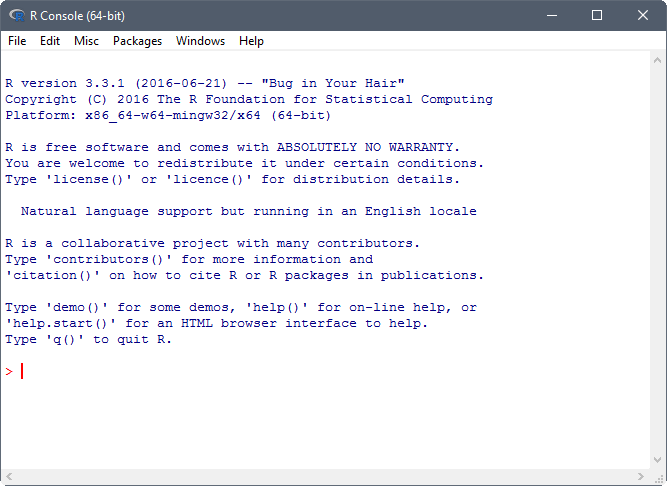 R Console (64-bit)
File Edit Misc Packages Windows Help
R version 3.3.1 (2016-06-21) -- "Bug in Your Hair"
Copyright (C) 2016 The R Foundation for Statistical Computing
Platform: x86_64-w64-mingw32/x64 (64-bit)
R is free software and comes with ABSOLUTELY NO WARRANTY.
You are welcome to redistribute it under certain conditions.
Type 'license()' or 'licence()' for distribution details.
Natural language support but running in an English locale
R is a collaborative project with many contributors.
Type 'contributors()' for more information and
'citation()' on how to cite R or R packages in publications.
Type 'demo()' for some demos, 'help()' for on-line help, or
'help.start()' for an HTML browser interface to help.
Type 'q()' to quit R.
>